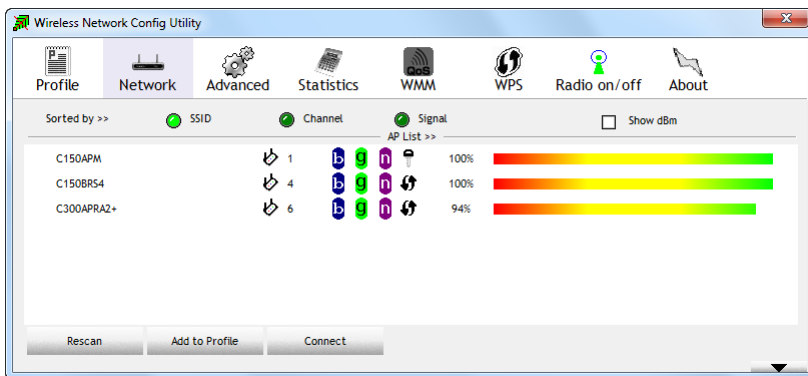 Wireless Network Config Utility
x
Profile Network Advanced Statistics QoS WMM WPS Radio on/off About
Sorted by >> SSID Channel Signal Show dBm
AP List >>
C150APM 1 b g n 100%
C150BRS4 4 b g n 100%
C300APRA2+ 6 b g n 94%
Rescan Add to Profile Connect